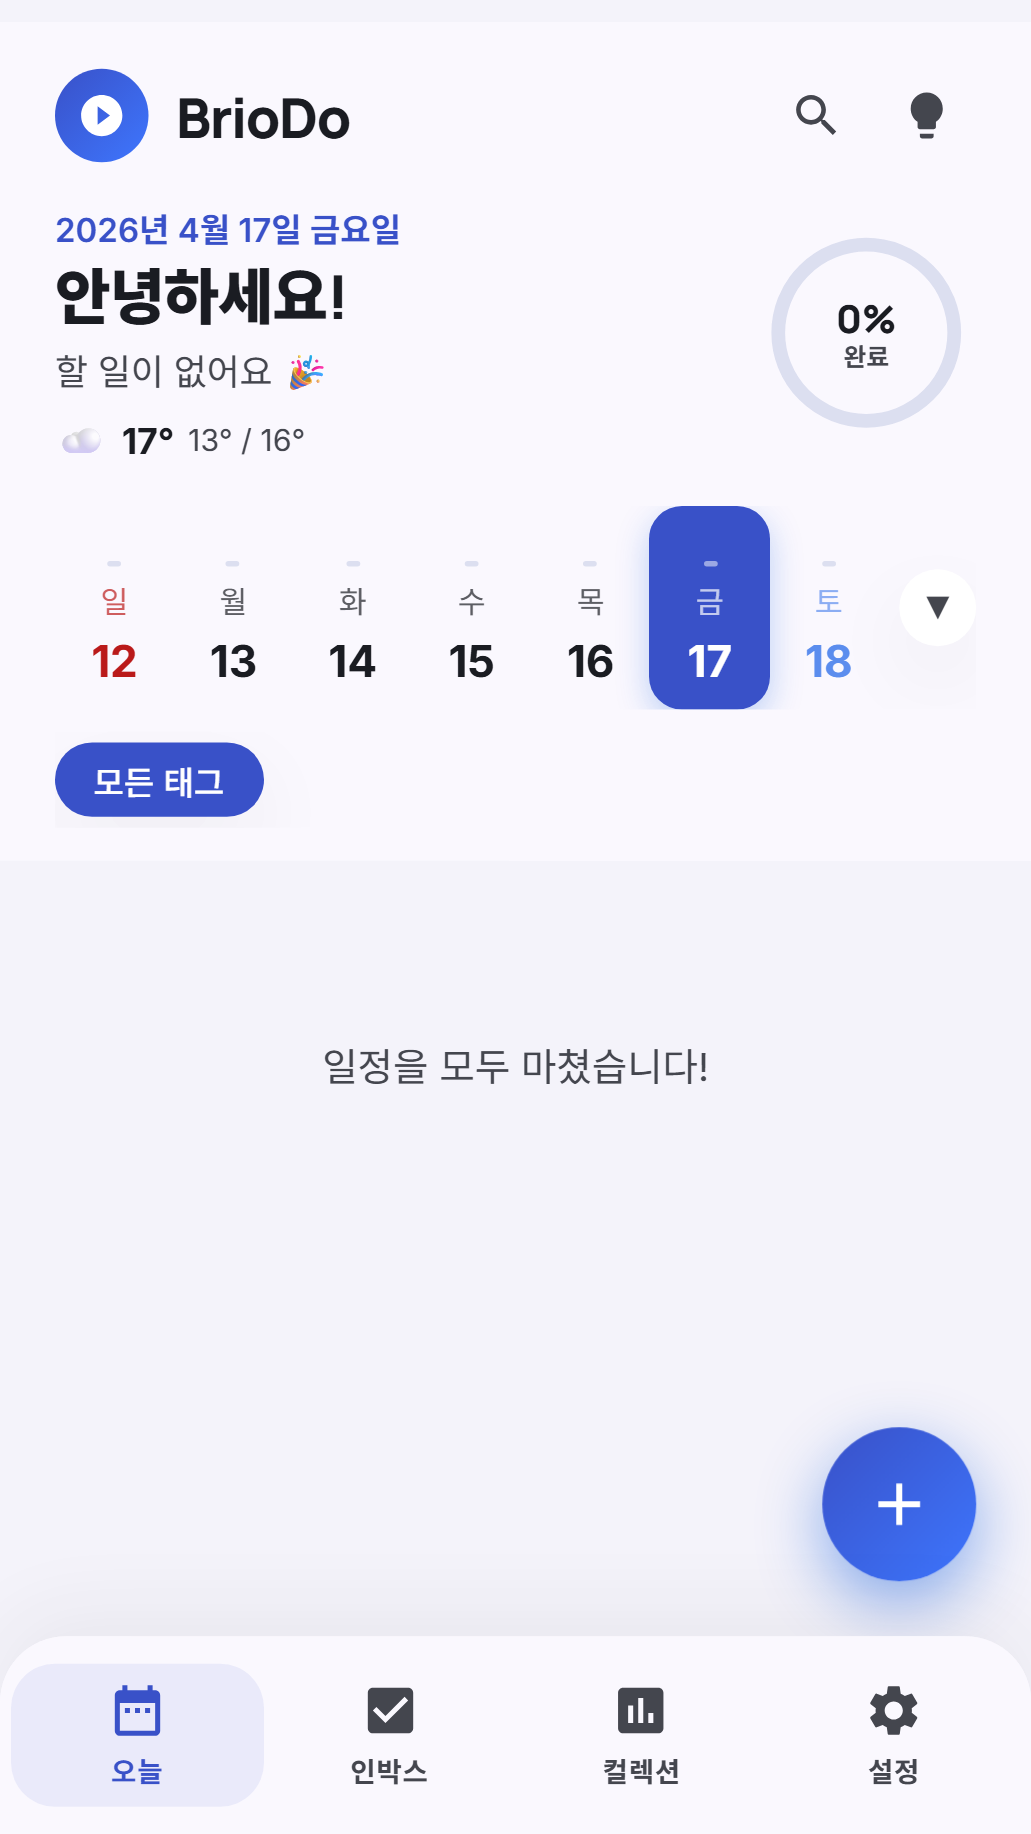 BrioDo
2026년 4월 17일 금요일
안녕하세요!
할 일이 없어요 🎉
17° 13° / 16°
0%
완료
일 월 화 수 목 금 토
12 13 14 15 16 17 18
모든 태그
일정을 모두 마쳤습니다!
오늘 인박스 컬렉션 설정